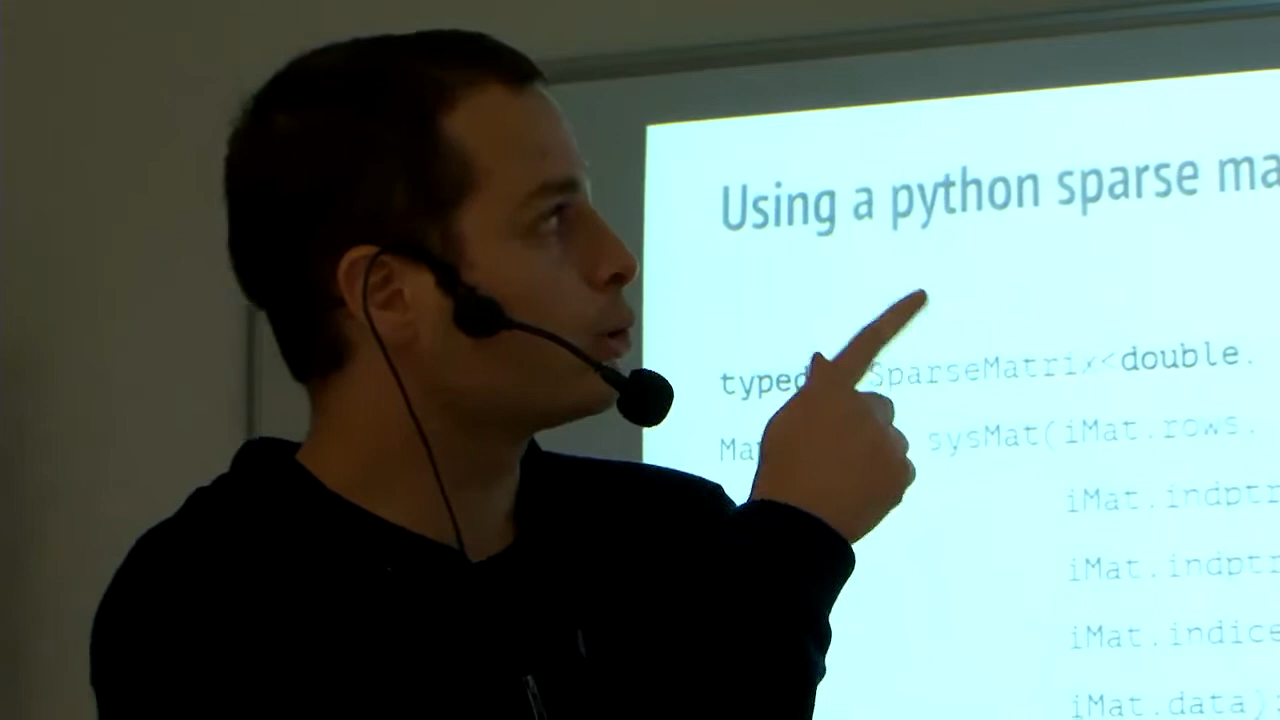 Using a python sparse ma
typed SparseMatrix<double.
Ma sysMat(iMat.rows.
iMat.indptr
iMat.indptr
iMat.indice
iMat.data);